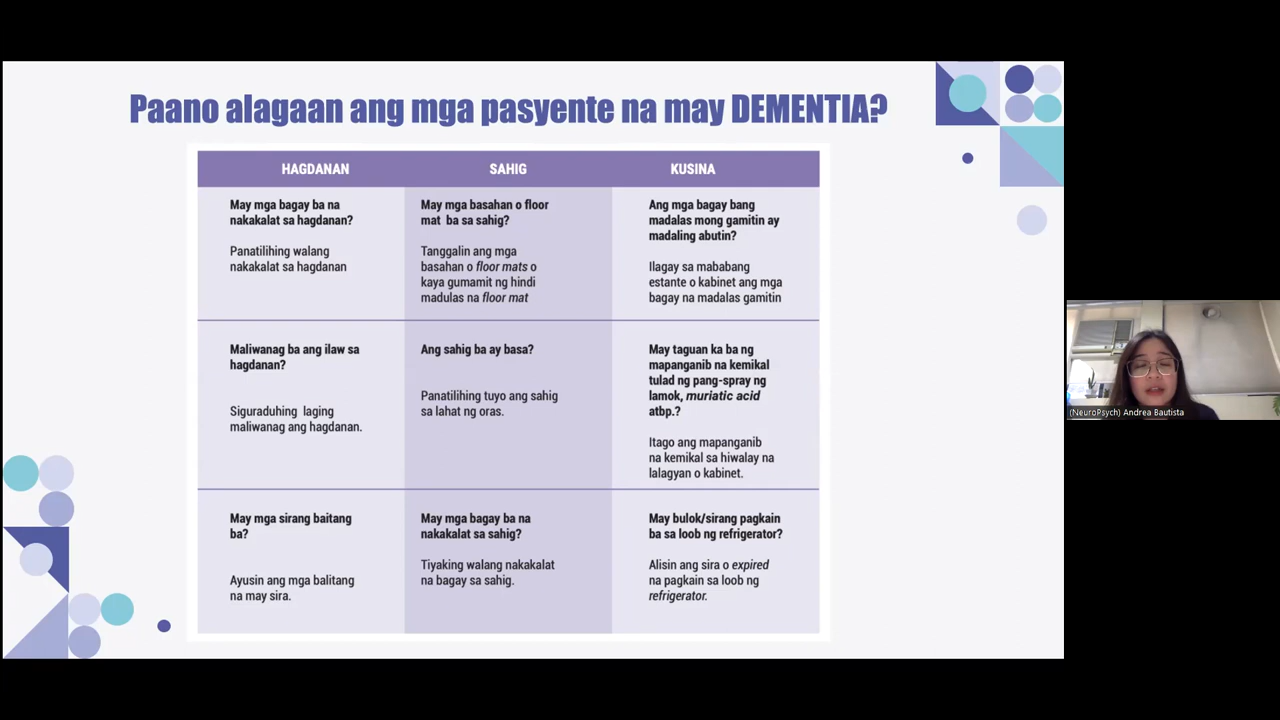 Paano alagaan ang mga pasyente na may DEMENTIA?
HAGDANAN
SAHIG
KUSINA
May mga bagay ba na
nakakalat sa hagdanan?
Panatilihing walang
nakakalat sa hagdanan
May mga basahan o floor
mat ba sa sahig?
Tanggalin ang mga
basahan o floor mats o
kaya gumamit ng hindi
madulas na floor mat
Ang mga bagay bang
madalas mong gamitin ay
madaling abutin?
Ilagay sa mababang
estante o kabinet ang mga
bagay na madalas gamitin
Maliwanag ba ang ilaw sa
hagdanan?
Siguraduhing laging
maliwanag ang hagdanan.
Ang sahig ba ay basa?
Panatilihing tuyo ang sahig
sa lahat ng oras.
May taguan ka ba ng
mapanganib na kemikal
tulad ng pang-spray ng
lamok, muriatic acid
atbp.?
Itago ang mapanganib
na kemikal sa hiwalay na
lalagyan o kabinet.
May mga sirang baitang
ba?
Ayusin ang mga balitang
na may sira.
May mga bagay ba na
nakakalat sa sahig?
Tiyaking walang nakakalat
na bagay sa sahig.
May bulok/sirang pagkain
ba sa loob ng refrigerator?
Alisin ang sira o expired
na pagkain sa loob ng
refrigerator.
(NeuroPsych) Andrea Bautista